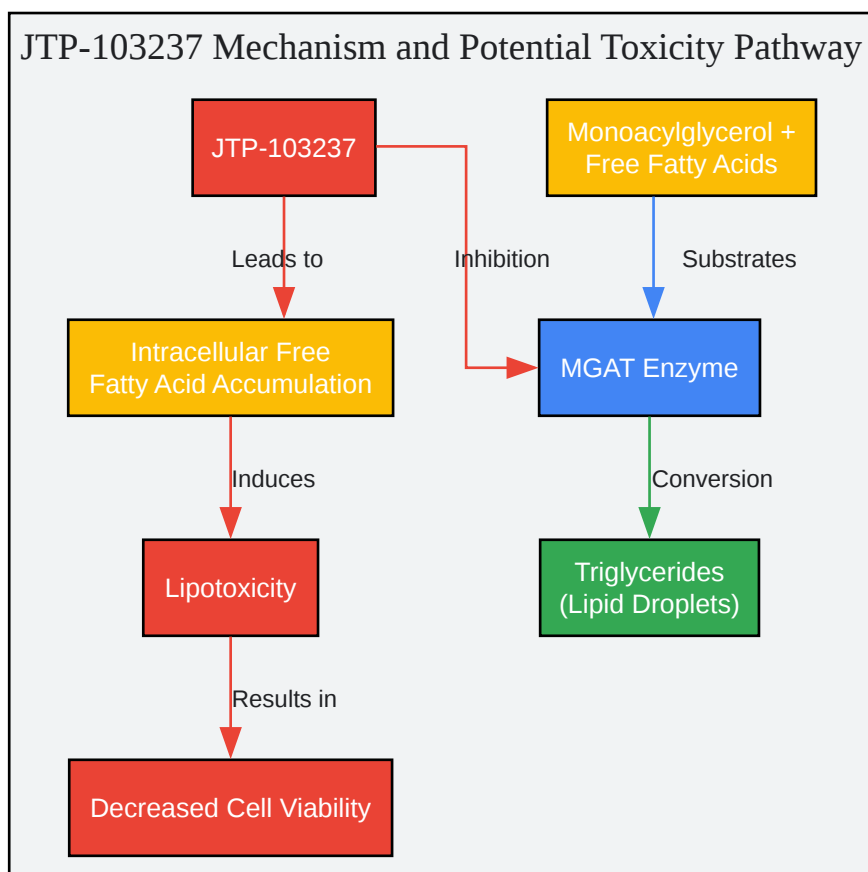 JTP-103237 Mechanism and Potential Toxicity Pathway
JTP-103237
Monoacylglycerol +
Free Fatty Acids
Leads to
Inhibition
Substrates
Intracellular Free
Fatty Acid Accumulation
MGAT Enzyme
Induces
Conversion
Lipotoxicity
Triglycerides
(Lipid Droplets)
Results in
Decreased Cell Viability